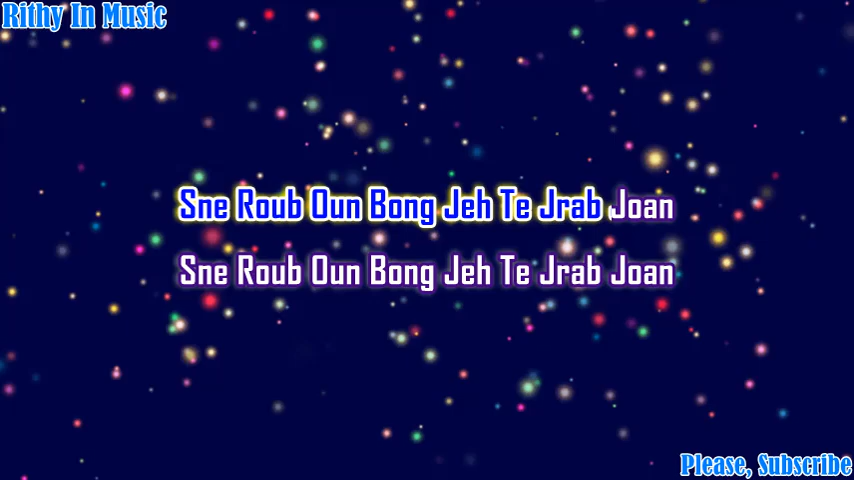 Rithy In Music
Sne Roub Oun Bong Jeh Te Jrab Joan
Sne Roub Oun Bong Jeh Te Jrab Joan
Please, Subscribe